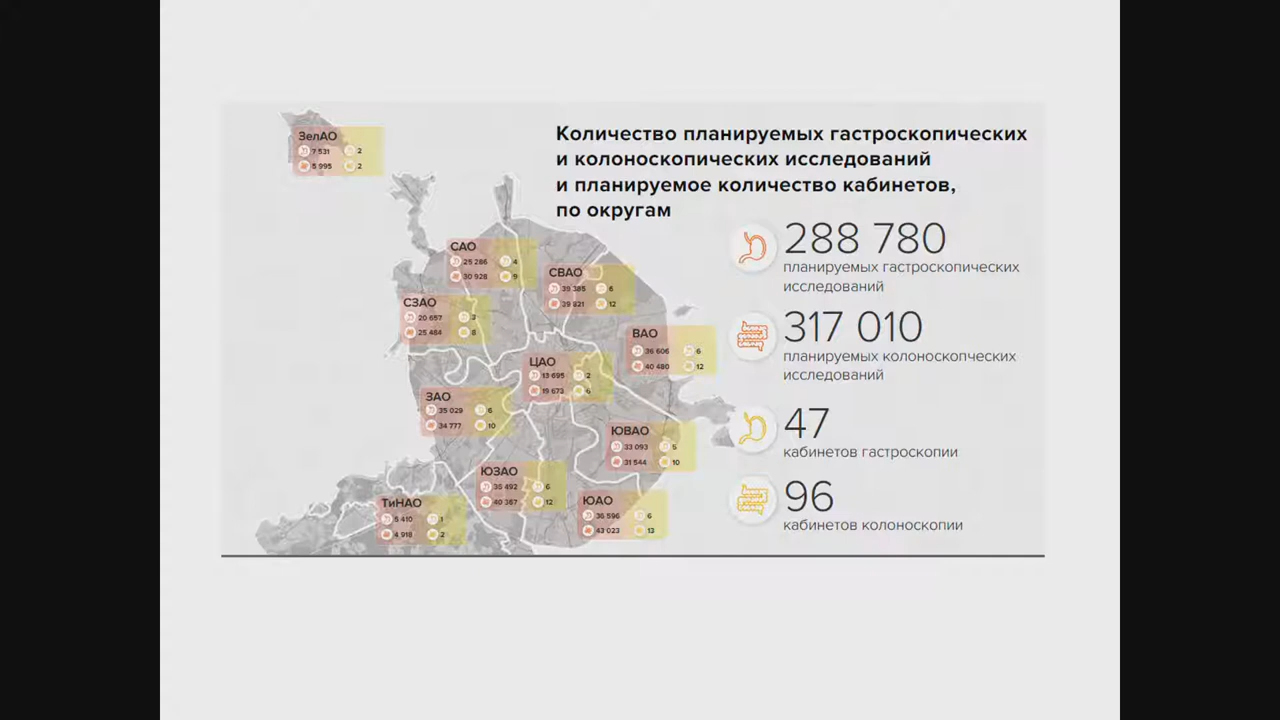 Количество планируемых гастроскопических
и колоноскопических исследований
и планируемое количество кабинетов,
по округам
288 780
планируемых гастроскопических
исследований
317 010
планируемых колоноскопческих
исследований
47
кабинетов гастроскопии
96
кабинетов колоноскопии
ЗелАО
7 531 2
5 995 2
САО
25 286 4
30 928 9
СВАО
39 385 6
39 821 12
СЗАО
20 657 3
25 484 8
ВАО
36 606 6
40 480 12
ЦАО
13 695 2
19 673
ЗАО
35 029 6
34 777 10
ЮВАО
33 093 5
31 544 10
ЮЗАО
35 492 6
40 367 12
ЮАО
36 596 6
43 023 13
ТиНАО
5 410 1
4 918 2